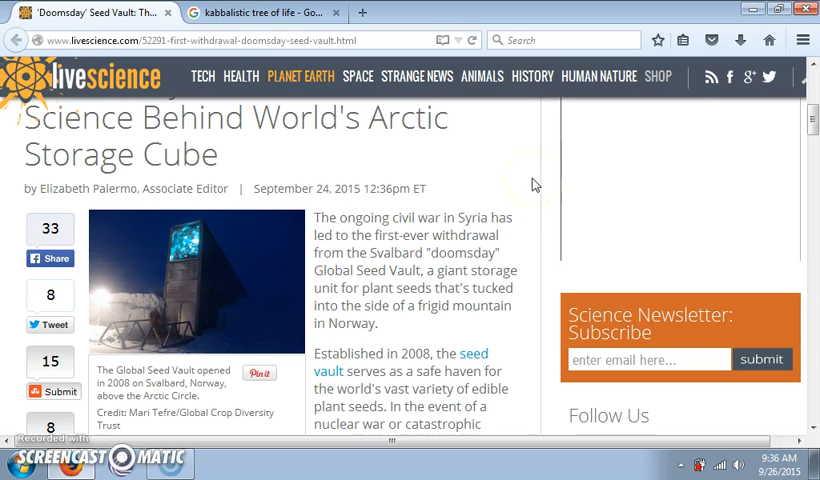 'Doomsday' Seed Vault: Th... ×
kabbalistic tree of life - Go... ×
www.livescience.com/52291-first-withdrawal-doomsday-seed-vault.html
Search
livescience
TECH HEALTH PLANET EARTH SPACE STRANGE NEWS ANIMALS HISTORY HUMAN NATURE SHOP
Science Behind World's Arctic
Storage Cube
by Elizabeth Palermo, Associate Editor | September 24, 2015 12:36pm ET
33
Share
8
Tweet
15
Submit
8
The Global Seed Vault opened
in 2008 on Svalbard, Norway,
above the Arctic Circle.
Credit: Mari Tefre/Global Crop Diversity
Trust
Pin it
The ongoing civil war in Syria has
led to the first-ever withdrawal
from the Svalbard "doomsday"
Global Seed Vault, a giant storage
unit for plant seeds that's tucked
into the side of a frigid mountain
in Norway.
Established in 2008, the seed
vault serves as a safe haven for
the world's vast variety of edible
plant seeds. In the event of a
nuclear war or catastrophic
Science Newsletter:
Subscribe
enter email here...
submit
Follow Us
Recorded with
SCREENCAST MATIC
9:36 AM
9/26/2015